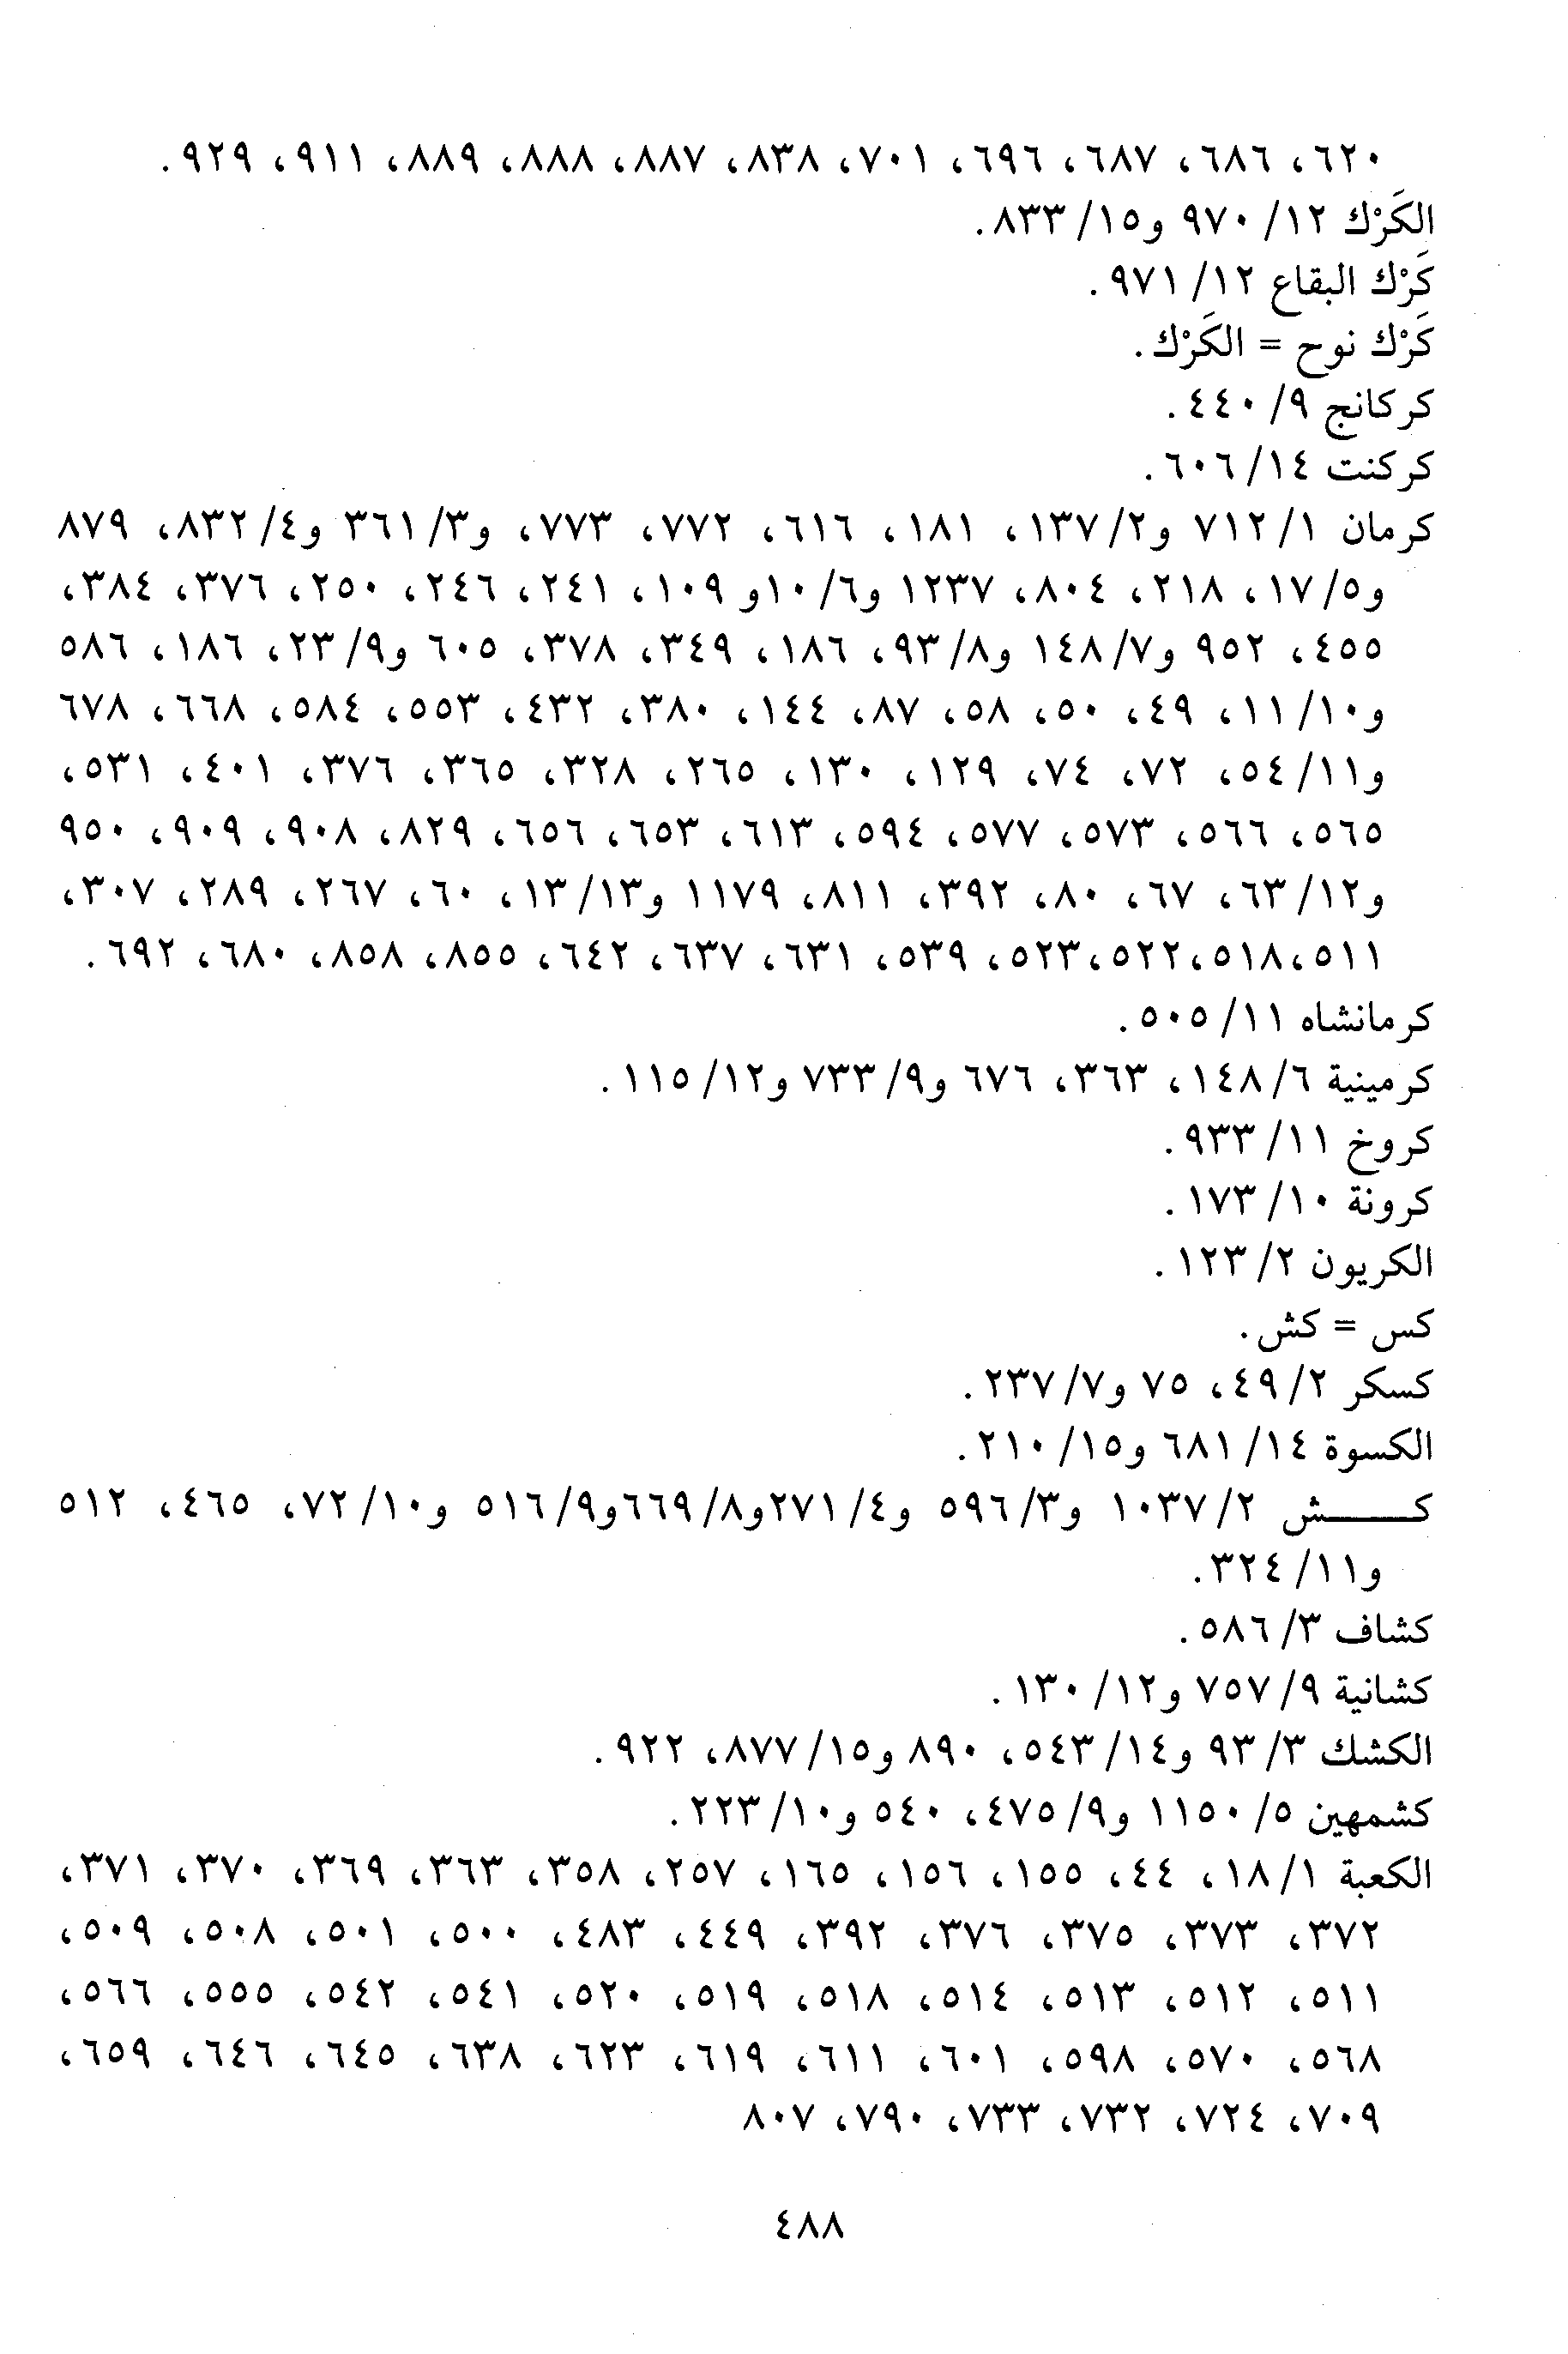 ٦٢٠، ٦٨٦، ٦٨٧، ٦٩٦، ٧٠١، ٨٣٨، ٨٨٧، ٨٨٨، ٨٨٩، ٩١١، ٩٢٩.
الكَرْك ١٢/ ٩٧٠ و١٥/ ٨٣٣.
كَرْك البقاع ١٢/ ٩٧١.
كَرْك نوح = الكَرْك.
كركانج ٩/ ٤٤٠.
كركنت ١٤/ ٦٠٦.
كرمان ١/ ٧١٢ و٢/ ١٣٧، ١٨١، ٦١٦، ٧٧٢، ٧٧٣، و٣/ ٣٦١ و٤/ ٨٣٢، ٨٧٩
و٥/ ١٧، ٢١٨، ٨٠٤، ١٢٣٧ و٦/ ١٠و ١٠٩، ٢٤١، ٢٤٦، ٢٥٠، ٣٧٦، ٣٨٤،
٤٥٥، ٩٥٢ و٧/ ١٤٨ و٨/ ٩٣، ١٨٦، ٣٤٩، ٣٧٨، ٦٠٥ و٩/ ٢٣، ١٨٦، ٥٨٦
و١٠/ ١١، ٤٩، ٥٠، ٥٨، ٨٧، ١٤٤، ٣٨٠، ٤٣٢، ٥٥٣، ٥٨٤، ٦٦٨، ٦٧٨
و١١/ ٥٤، ٧٢، ٧٤، ١٢٩، ١٣٠، ٢٦٥، ٣٢٨، ٣٦٥، ٣٧٦، ٤٠١، ٥٣١،
٥٦٥، ٥٦٦، ٥٧٣، ٥٧٧، ٥٩٤، ٦١٣، ٦٥٣، ٦٥٦، ٨٢٩، ٩٠٨، ٩٠٩، ٩٥٠
و١٢/ ٦٣، ٦٧، ٨٠، ٣٩٢، ٨١١، ١١٧٩ و١٣/ ١٣، ٦٠، ٢٦٧، ٢٨٩، ٣٠٧،
٥١١،٥١٨،٥٢٢،٥٢٣، ٥٣٩، ٦٣١، ٦٣٧، ٦٤٢، ٨٥٥، ٨٥٨، ٦٨٠، ٦٩٢.
كرمانشاه ١١/ ٥٠٥.
كرمينية ٦/ ١٤٨، ٣٦٣، ٦٧٦ و٩/ ٧٣٣ و١٢/ ١١٥.
كروخ ١١/ ٩٣٣.
كرونة ١٠/ ١٧٣.
الكريون ٢/ ١٢٣.
كس = كش.
كسكر ٢/ ٤٩، ٧٥ و٧/ ٢٣٧.
الكسوة ١٤/ ٦٨١ و١٥/ ٢١٠.
كـــــش ٢/ ١٠٣٧ و٣/ ٥٩٦ و٤/ ٢٧١و٨/ ٦٦٩و٩/ ٥١٦ و١٠/ ٧٢، ٤٦٥، ٥١٢
و١١/ ٣٢٤.
كشاف ٣/ ٥٨٦.
كشانية ٩/ ٧٥٧ و١٢/ ١٣٠.
الكشك ٣/ ٩٣ و١٤/ ٥٤٣، ٨٩٠ و١٥/ ٨٧٧، ٩٢٢.
كشمهين ٥/ ١١٥٠ و٩/ ٤٧٥، ٥٤٠ و١٠/ ٢٢٣.
الكعبة ١/ ١٨، ٤٤، ١٥٥، ١٥٦، ١٦٥، ٢٥٧، ٣٥٨، ٣٦٣، ٣٦٩، ٣٧٠، ٣٧١،
٣٧٢، ٣٧٣، ٣٧٥، ٣٧٦، ٣٩٢، ٤٤٩، ٤٨٣، ٥٠٠، ٥٠١، ٥٠٨، ٥٠٩،
٥١١، ٥١٢، ٥١٣، ٥١٤، ٥١٨، ٥١٩، ٥٢٠، ٥٤١، ٥٤٢، ٥٥٥، ٥٦٦،
٥٦٨، ٥٧٠، ٥٩٨، ٦٠١، ٦١١، ٦١٩، ٦٢٣، ٦٣٨، ٦٤٥، ٦٤٦، ٦٥٩،
٧٠٩، ٧٢٤، ٧٣٢، ٧٣٣، ٧٩٠، ٨٠٧
٤٨٨